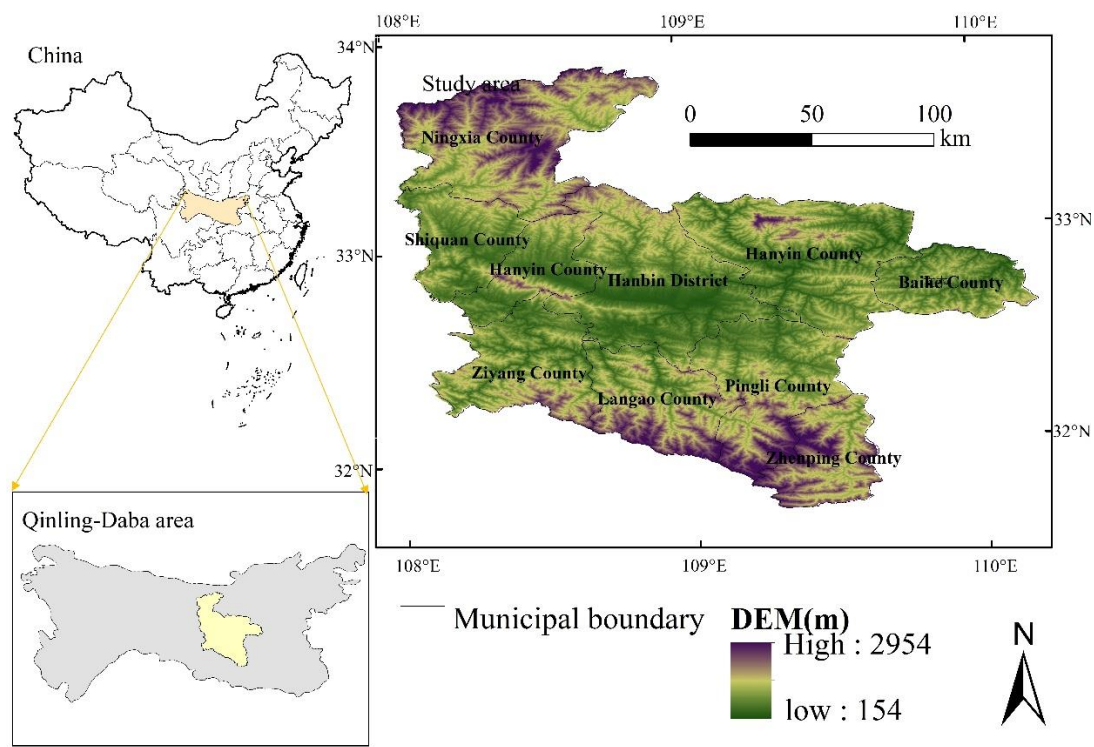 China
108°E
109°E
110°E
34°N
33°N
32°N
Study area
0
50
100
km
Ningxia County
Shiquan County
Hanyin County
Hanbin District
Hanyin County
Baihe County
Ziyang County
Langao County
Pingli County
Zhenping County
33°N
32°N
108°E
109°E
110°E
Qinling-Daba area
Municipal boundary
DEM(m)
High : 2954
low : 154
N